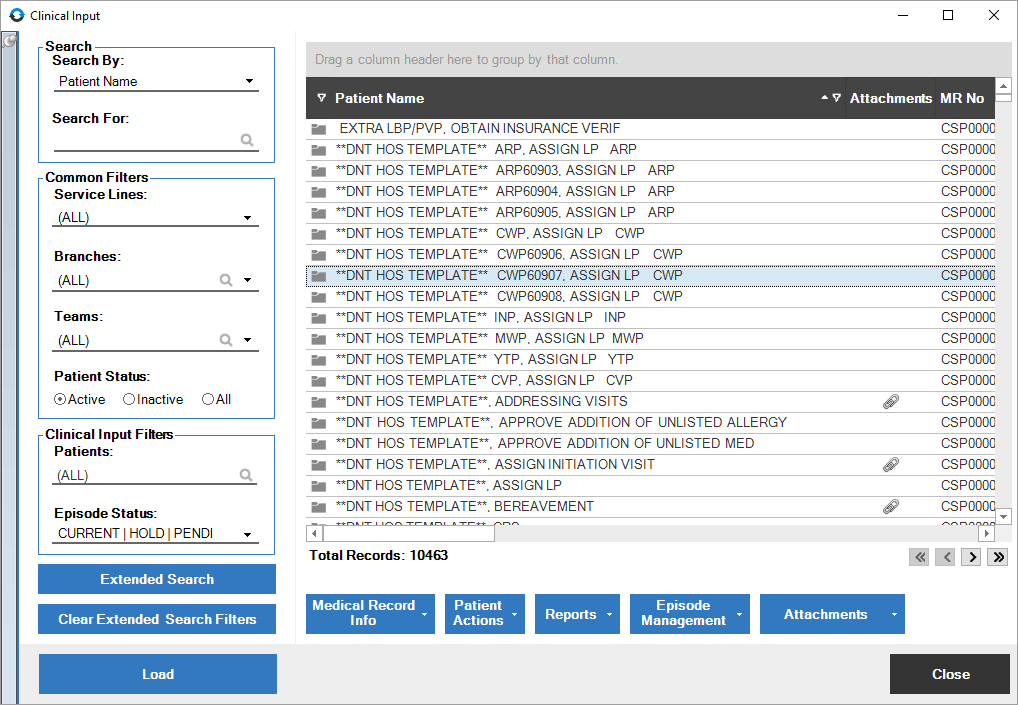 Clinical Input
Search
Search By:
Patient Name
Search For:
Common Filters
Service Lines:
(ALL)
Branches:
(ALL)
Teams:
(ALL)
Patient Status:
Active Inactive All
Clinical Input Filters
Patients:
(ALL)
Episode Status:
CURRENT | HOLD | PENDI
Extended Search
Clear Extended Search Filters
Load
Drag a column header here to group by that column.
Patient Name Attachments MR No
EXTRA LBP/PVP, OBTAIN INSURANCE VERIF CSP0000
**DNT HOS TEMPLATE** ARP, ASSIGN LP ARP CSP0000
**DNT HOS TEMPLATE** ARP60903, ASSIGN LP ARP CSP0000
**DNT HOS TEMPLATE** ARP60904, ASSIGN LP ARP CSP0000
**DNT HOS TEMPLATE** ARP60905, ASSIGN LP ARP CSP0000
**DNT HOS TEMPLATE** CWP, ASSIGN LP CWP CSP0000
**DNT HOS TEMPLATE** CWP60906, ASSIGN LP CWP CSP0000
**DNT HOS TEMPLATE** CWP60907, ASSIGN LP CWP CSP0000
**DNT HOS TEMPLATE** CWP60908, ASSIGN LP CWP CSP0000
**DNT HOS TEMPLATE** INP, ASSIGN LP INP CSP0000
**DNT HOS TEMPLATE** MWP, ASSIGN LP MWP CSP0000
**DNT HOS TEMPLATE** YTP, ASSIGN LP YTP CSP0000
**DNT HOS TEMPLATE** CVP, ASSIGN LP CVP CSP0000
**DNT HOS TEMPLATE**, ADDRESSING VISITS CSP0000
**DNT HOS TEMPLATE**, APPROVE ADDITION OF UNLISTED ALLERGY CSP0000
**DNT HOS TEMPLATE**, APPROVE ADDITION OF UNLISTED MED CSP0000
**DNT HOS TEMPLATE**, ASSIGN INITIATION VISIT CSP0000
**DNT HOS TEMPLATE**, ASSIGN LP CSP0000
**DNT HOS TEMPLATE**, BEREAVEMENT CSP0000
Total Records: 10463
Medical Record
Info
Patient
Actions
Reports
Episode
Management
Attachments
Close